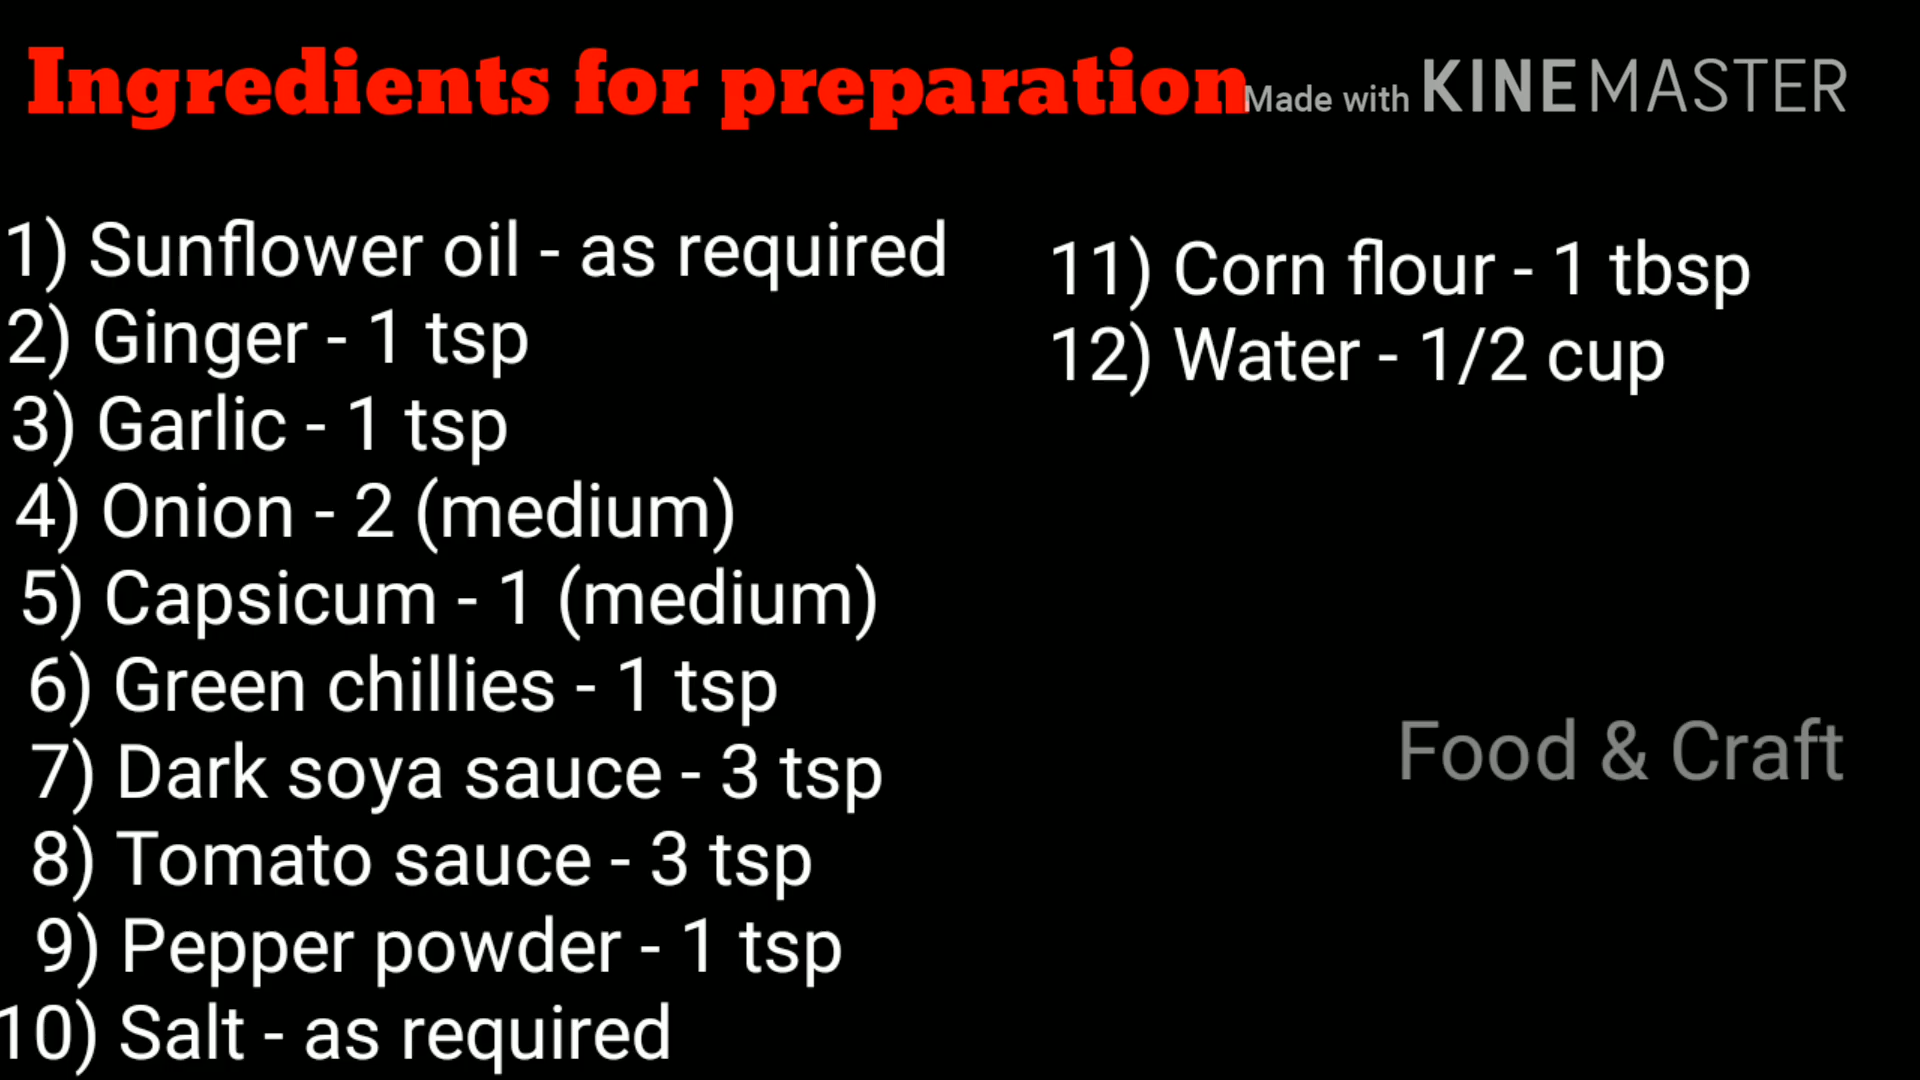 Ingredients for preparation
Made with KINEMASTER
1) Sunflower oil - as required
2) Ginger - 1 tsp
3) Garlic - 1 tsp
4) Onion - 2 (medium)
5) Capsicum - 1 (medium)
6) Green chillies - 1 tsp
7) Dark soya sauce - 3 tsp
8) Tomato sauce - 3 tsp
9) Pepper powder - 1 tsp
10) Salt - as required
11) Corn flour - 1 tbsp
12) Water - 1/2 cup
Food & Craft